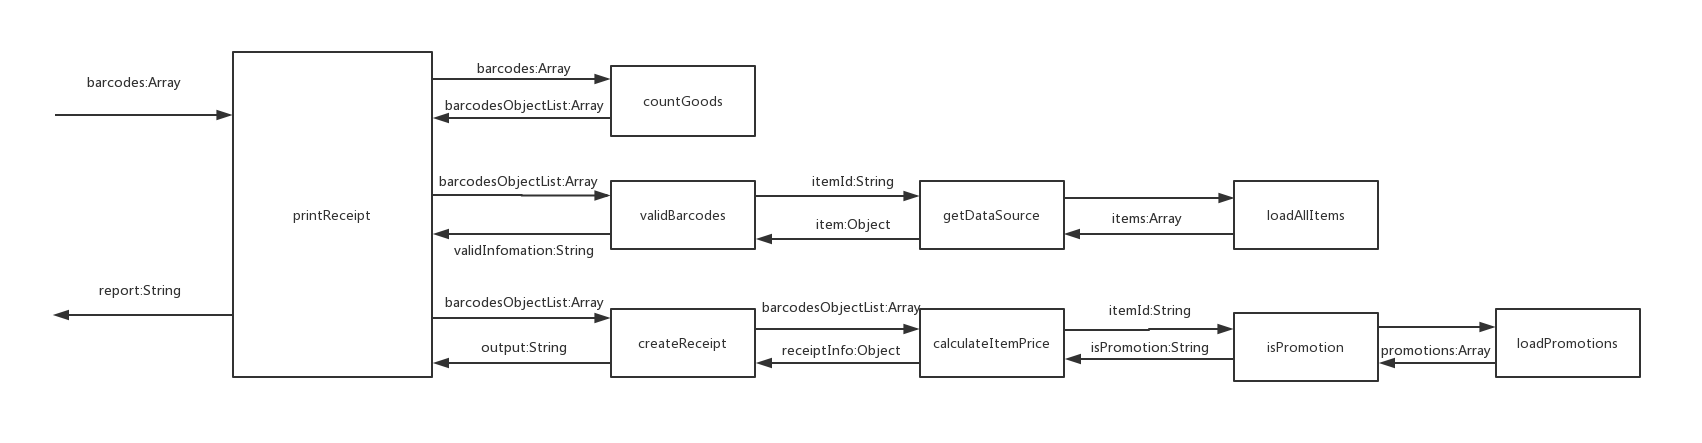 barcodes:Array
printReceipt
report:String
barcodes:Array
barcodesObjectList:Array
countGoods
barcodesObjectList:Array
validInfomation:String
validBarcodes
itemId:String
item:Object
getDataSource
items:Array
loadAllItems
barcodesObjectList:Array
output:String
createReceipt
barcodesObjectList:Array
receiptInfo:Object
calculateItemPrice
itemId:String
isPromotion:String
isPromotion
promotions:Array
loadPromotions